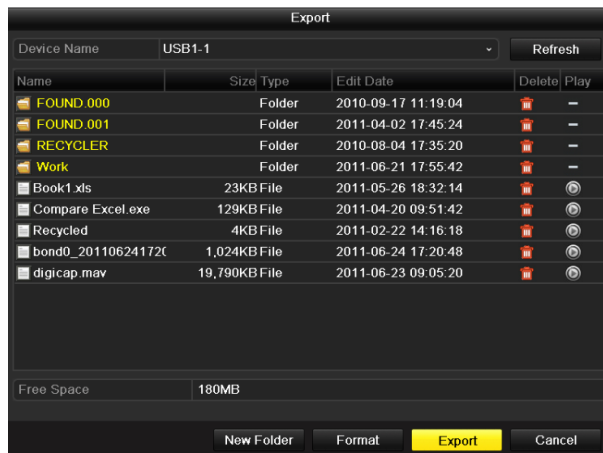 Export
Device Name USB1-1 Refresh
Name Size Type Edit Date Delete Play
FOUND.000 Folder 2010-09-17 11:19:04
FOUND.001 Folder 2011-04-02 17:45:24
RECYCLER Folder 2010-08-04 17:35:20
Work Folder 2011-06-21 17:55:42
Book1.xls 23KB File 2011-05-26 18:32:14
Compare Excel.exe 129KB File 2011-04-20 09:51:42
Recycled 4KB File 2011-02-22 14:16:18
bond0_20110624172( 1,024KB File 2011-06-24 17:20:48
digicap.mav 19,790KB File 2011-06-23 09:05:20
Free Space 180MB
New Folder Format Export Cancel